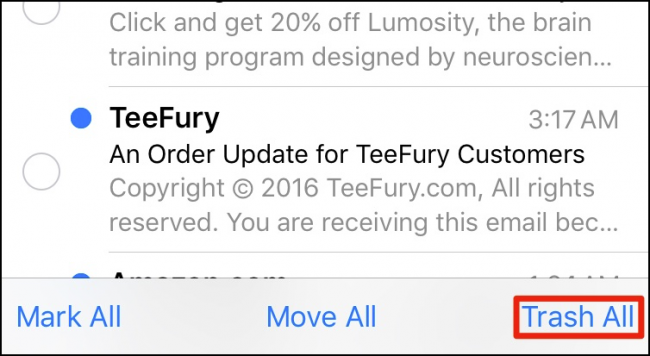 Click and get 20% off Lumosity, the brain
training program designed by neuroscien...
TeeFury 3:17 AM
An Order Update for TeeFury Customers
Copyright © 2016 TeeFury.com, All rights
reserved. You are receiving this email bec...
Amazon.com
Mark All Move All Trash All